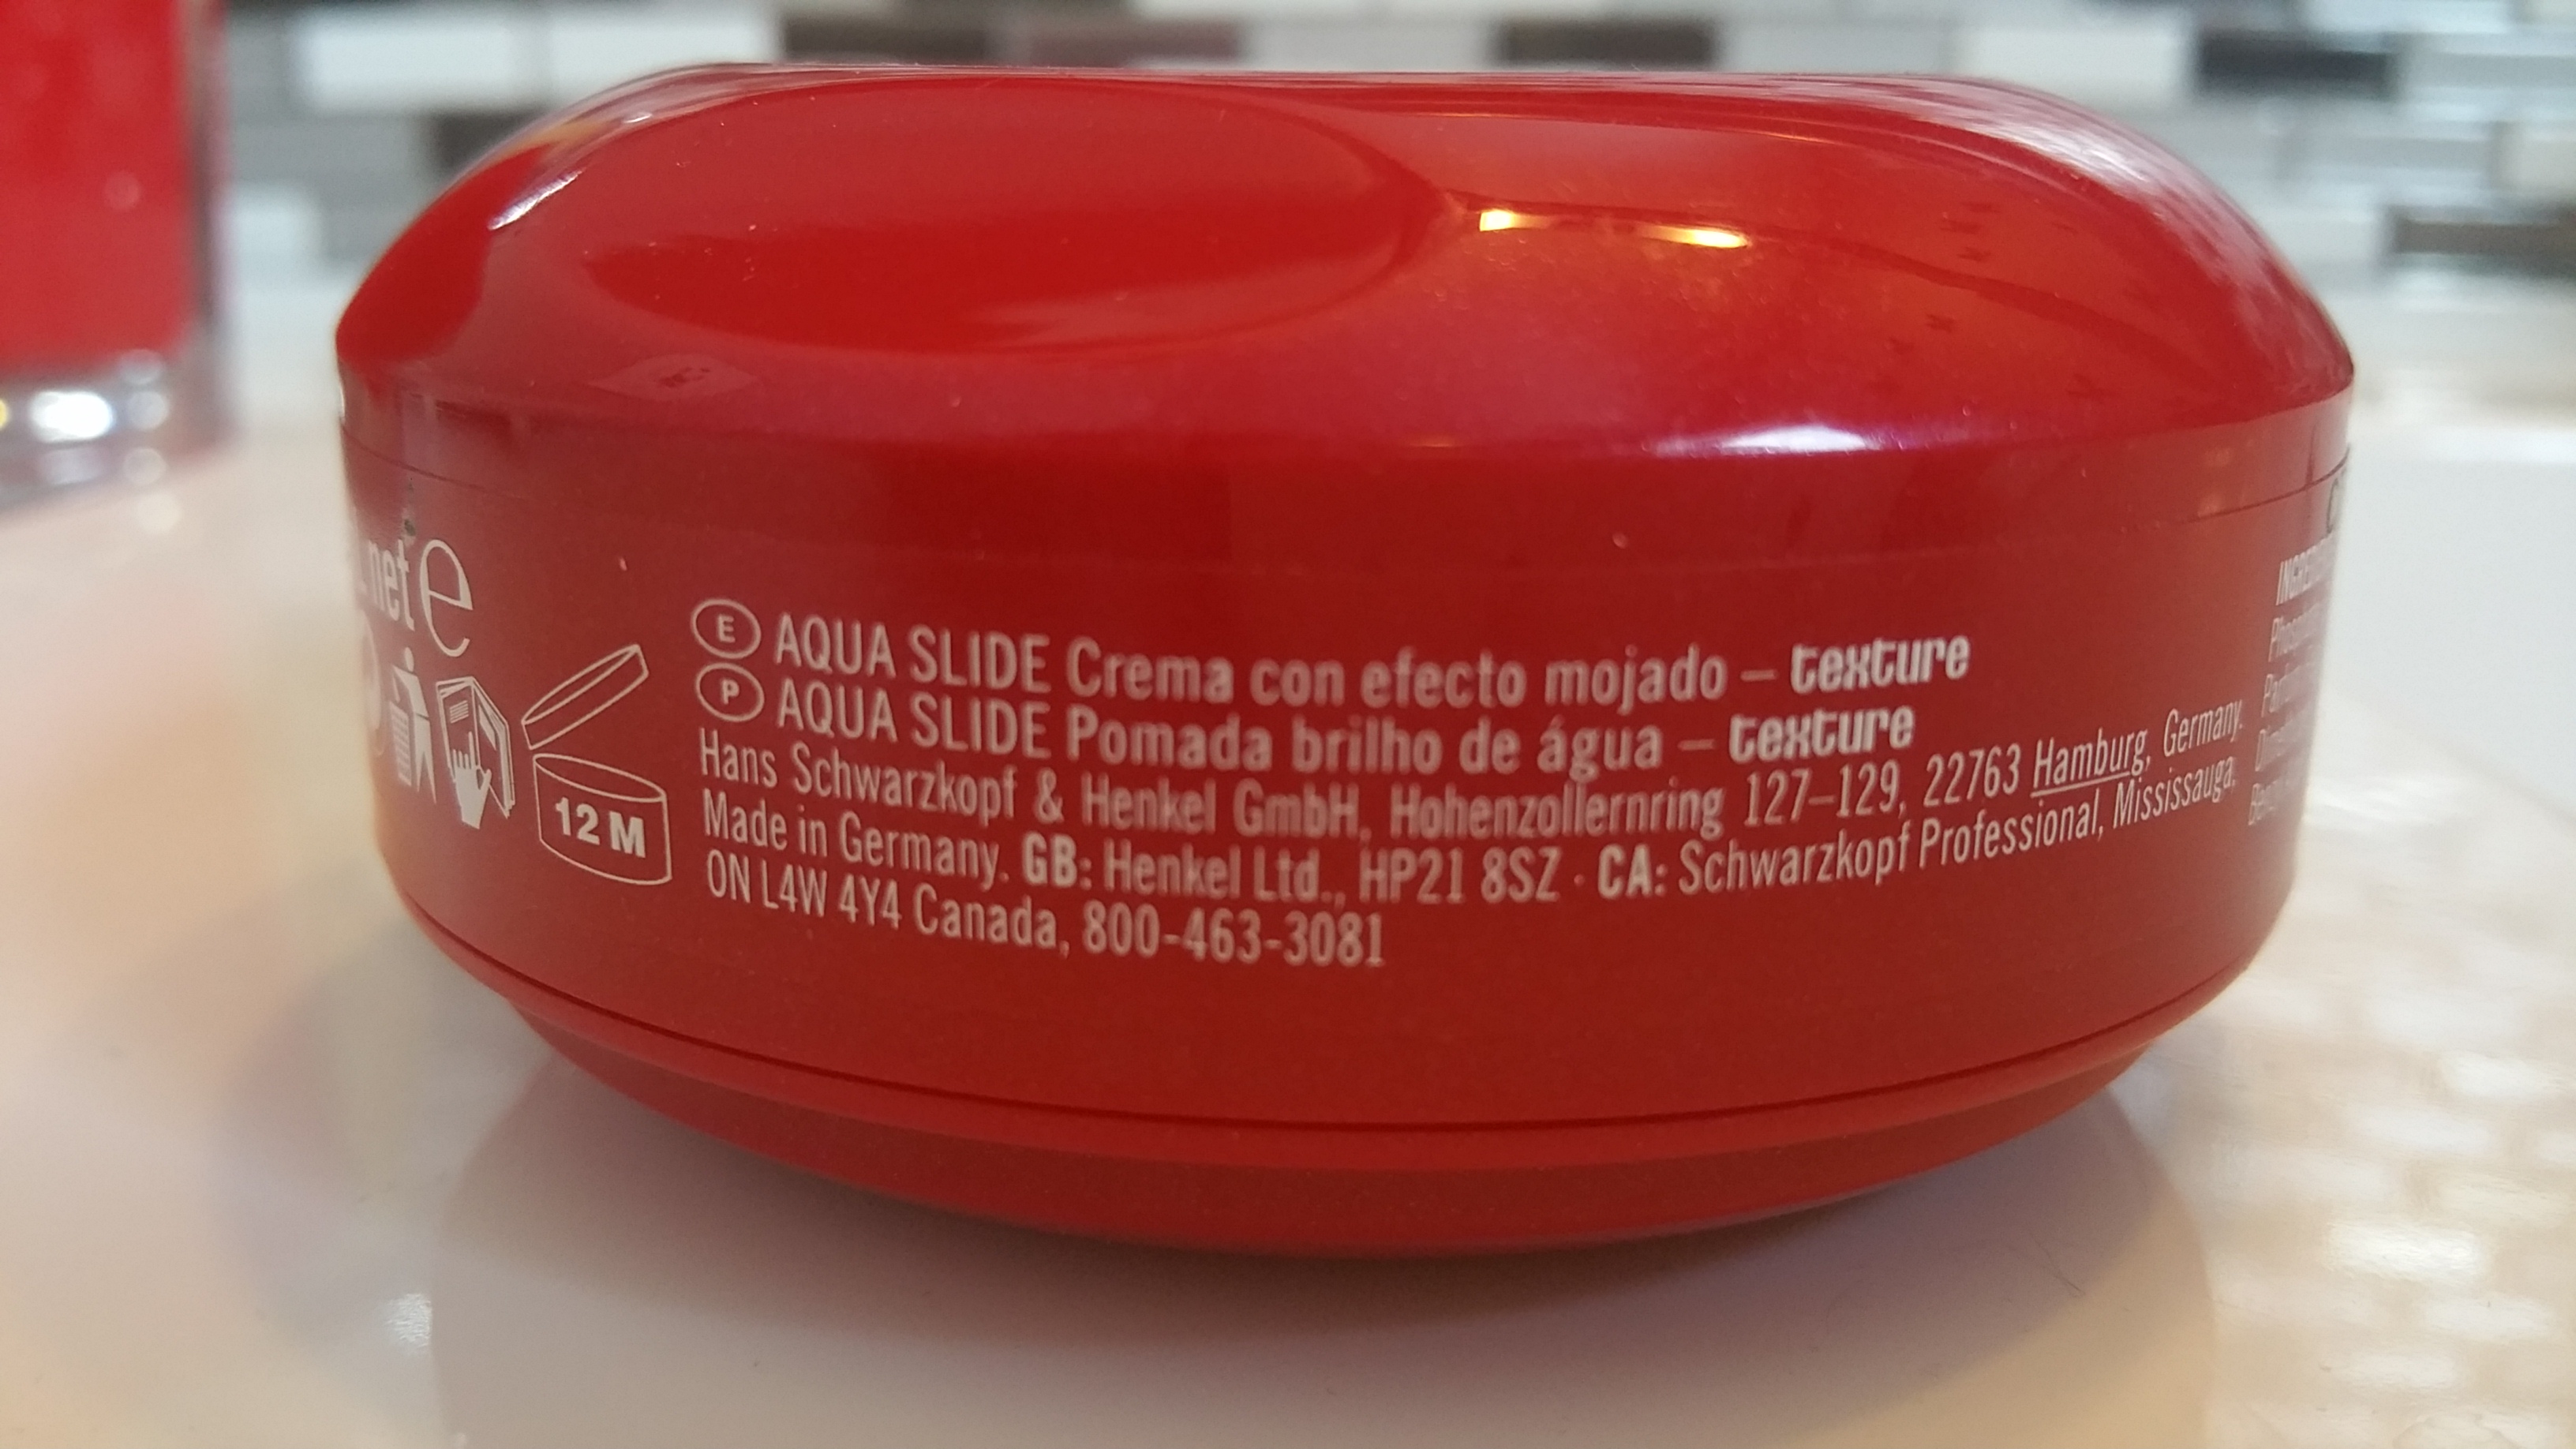 net e
12 M
E AQUA SLIDE Crema con efecto mojado – texture
P AQUA SLIDE Pomada brilho de água – texture
Hans Schwarzkopf & Henkel GmbH, Hohenzollernring 127–129, 22763 Hamburg, Germany.
Made in Germany. GB: Henkel Ltd., HP21 8SZ · CA: Schwarzkopf Professional, Mississauga,
ON L4W 4Y4 Canada, 800-463-3081